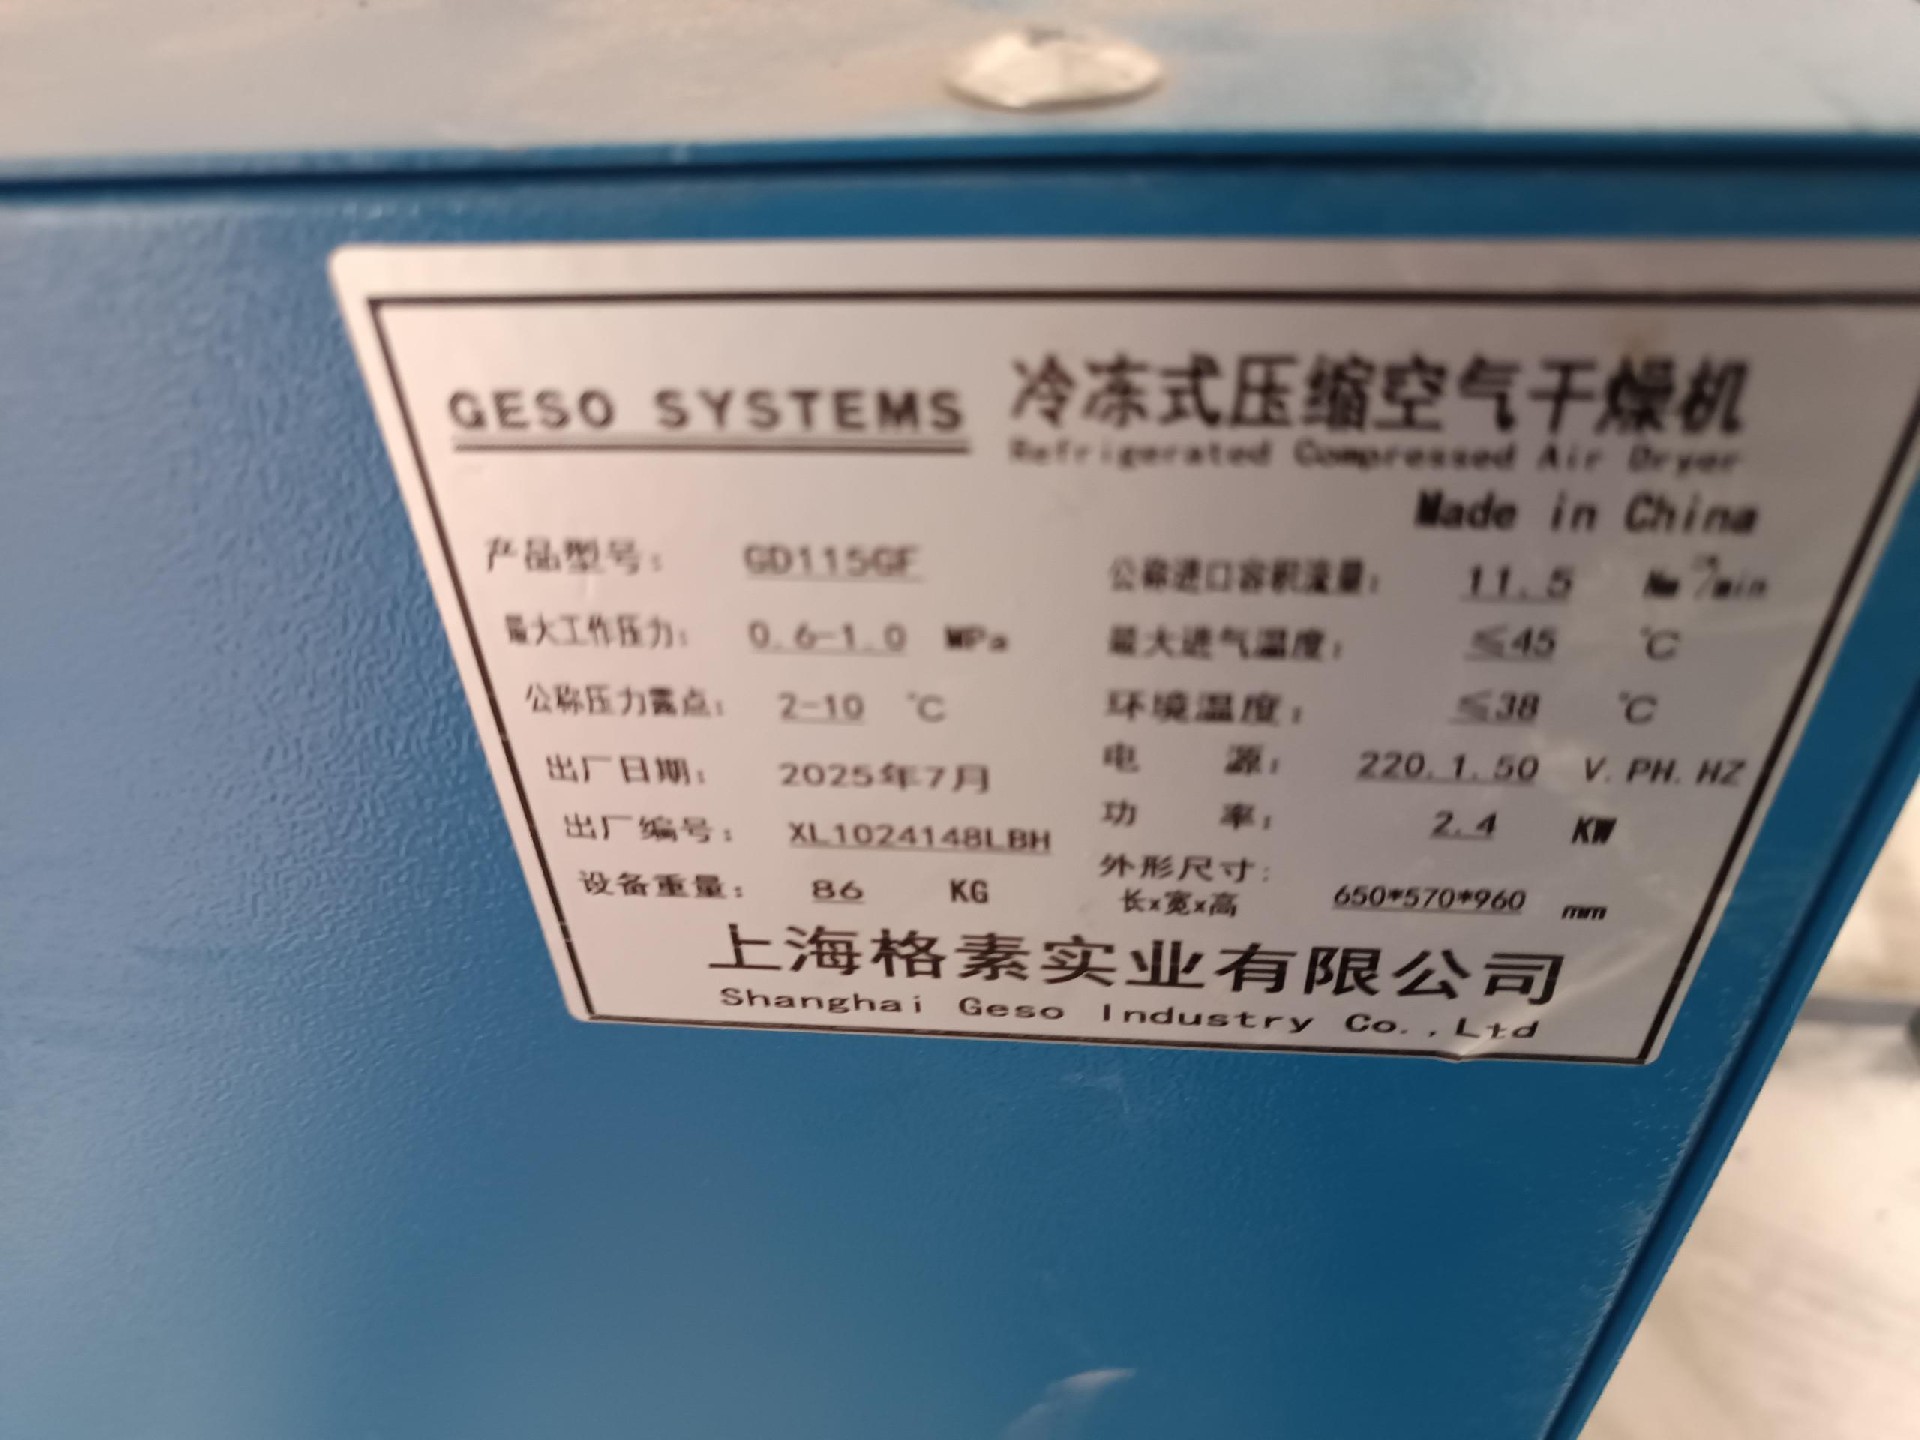 GESO SYSTEMS 冷冻式压缩空气干燥机
Refrigerated Compressed Air Dryer
Made in China
产品型号: GD115GF 公称进口容积流量: 11.5 Nm³/min
最大工作压力: 0.6-1.0 MPa 最大进气温度: ≤45 ℃
公称压力露点: 2-10 ℃ 环境温度: ≤38 ℃
出厂日期: 2025年7月 电 源: 220.1.50 V.PH.HZ
出厂编号: XL1024148LBH 功 率: 2.4 KW
设备重量: 86 KG 外形尺寸:
长x宽x高 650*570*960 mm
上海格素实业有限公司
Shanghai Geso Industry Co.,Ltd